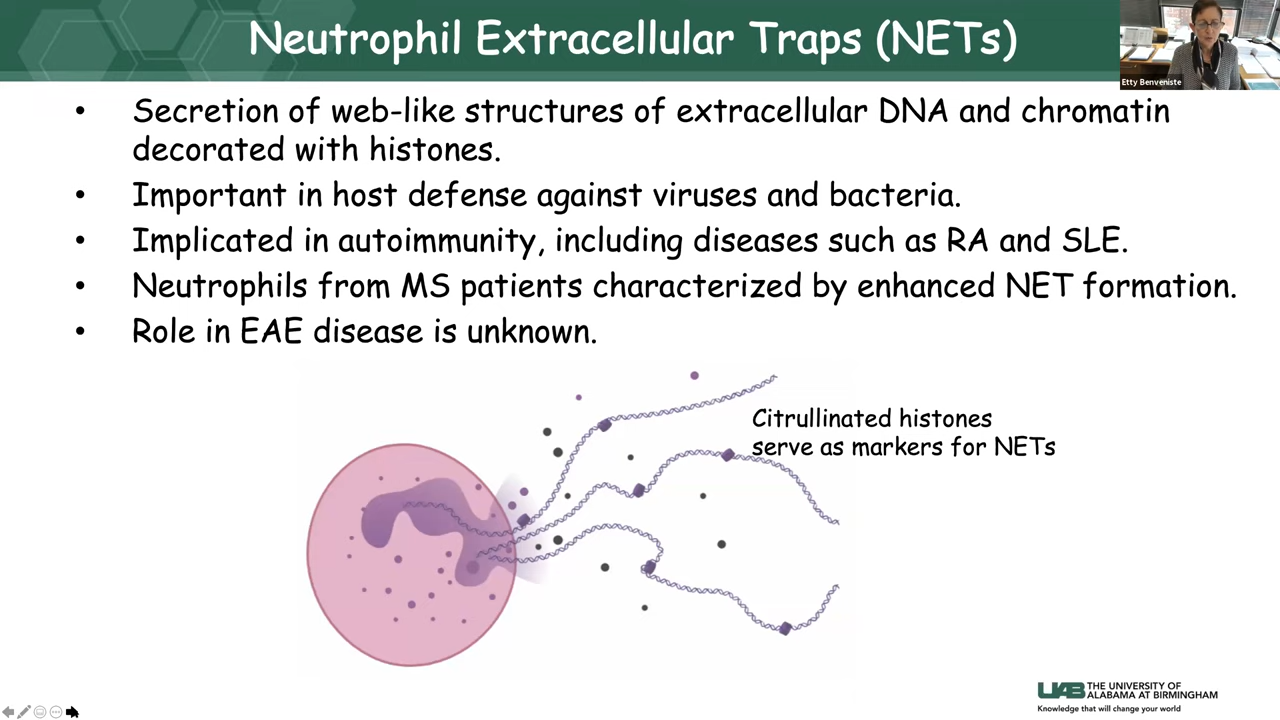 Neutrophil Extracellular Traps (NETs)
Etty Benveniste
• Secretion of web-like structures of extracellular DNA and chromatin
decorated with histones.
• Important in host defense against viruses and bacteria.
• Implicated in autoimmunity, including diseases such as RA and SLE.
• Neutrophils from MS patients characterized by enhanced NET formation.
• Role in EAE disease is unknown.
Citrullinated histones
serve as markers for NETs
UAB THE UNIVERSITY OF
ALABAMA AT BIRMINGHAM
Knowledge that will change your world